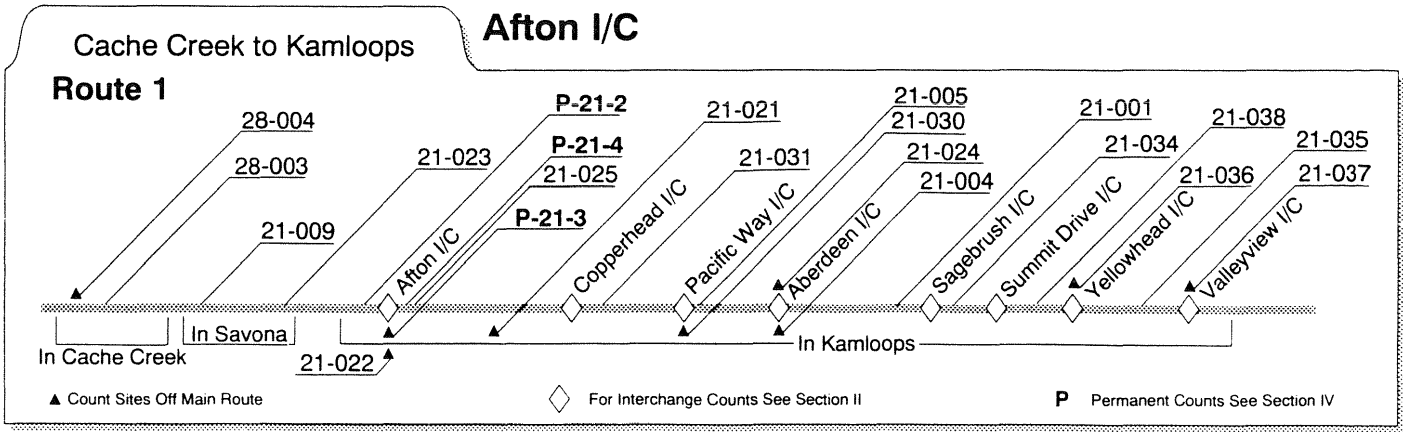 Afton I/C
Cache Creek to Kamloops
Route 1
28-004
28-003
21-009
21-023
P-21-2
P-21-4
21-025
P-21-3
21-021
21-031
21-005
21-030
21-024
21-004
21-001
21-034
21-038
21-036
21-035
21-037
Afton I/C
Copperhead I/C
Pacific Way I/C
Aberdeen I/C
Sagebrush I/C
Summit Drive I/C
Yellowhead I/C
Valleyview I/C
In Cache Creek
In Savona
21-022
In Kamloops
Count Sites Off Main Route
For Interchange Counts See Section II
P Permanent Counts See Section IV